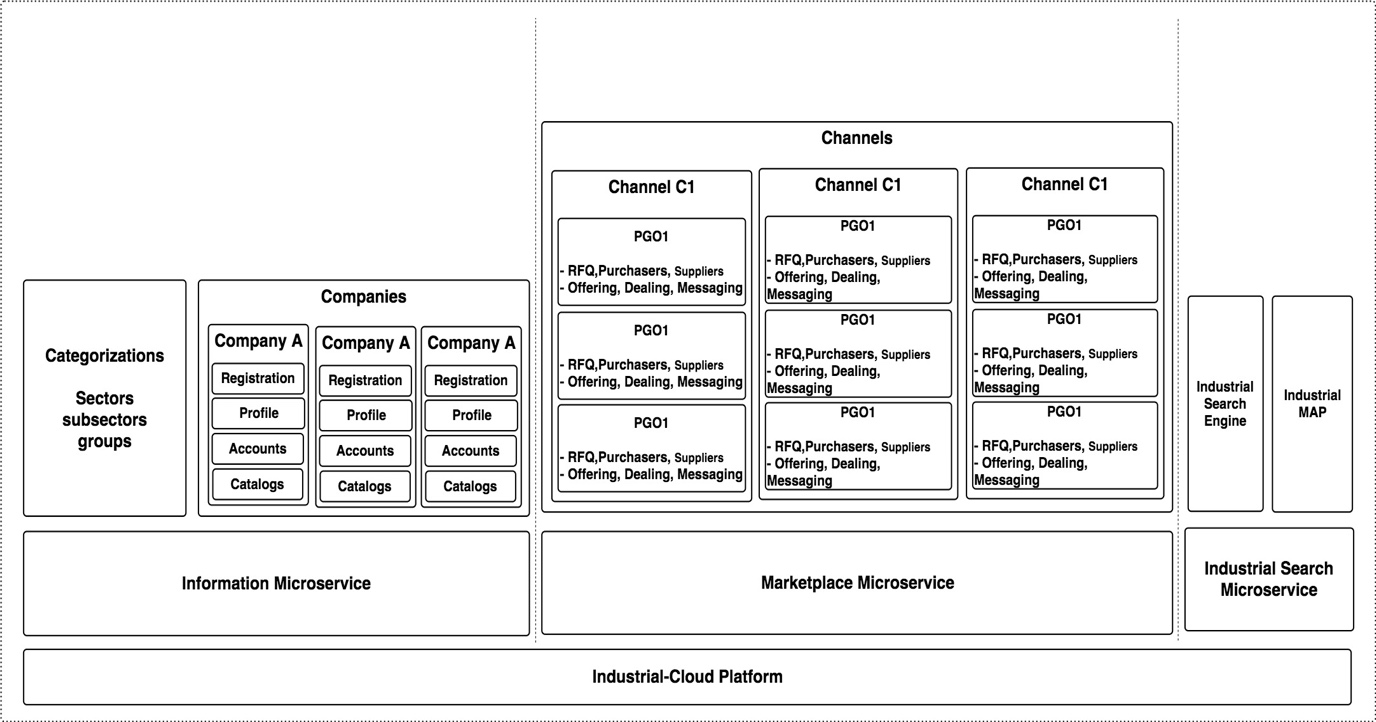 Categorizations
Sectors
subsectors
groups
Companies
Company A
Registration
Profile
Accounts
Catalogs
Company A
Registration
Profile
Accounts
Catalogs
Company A
Registration
Profile
Accounts
Catalogs
Information Microservice
Channels
Channel C1
PGO1
- RFQ,Purchasers, Suppliers
- Offering, Dealing, Messaging
PGO1
- RFQ,Purchasers, Suppliers
- Offering, Dealing, Messaging
PGO1
- RFQ,Purchasers, Suppliers
- Offering, Dealing, Messaging
Channel C1
PGO1
- RFQ,Purchasers, Suppliers
- Offering, Dealing,
Messaging
PGO1
- RFQ,Purchasers, Suppliers
- Offering, Dealing,
Messaging
PGO1
- RFQ,Purchasers, Suppliers
- Offering, Dealing,
Messaging
Channel C1
PGO1
- RFQ,Purchasers, Suppliers
- Offering, Dealing,
Messaging
PGO1
- RFQ,Purchasers, Suppliers
- Offering, Dealing,
Messaging
PGO1
- RFQ,Purchasers, Suppliers
- Offering, Dealing,
Messaging
Marketplace Microservice
Industrial
Search
Engine
Industrial
MAP
Industrial Search
Microservice
Industrial-Cloud Platform